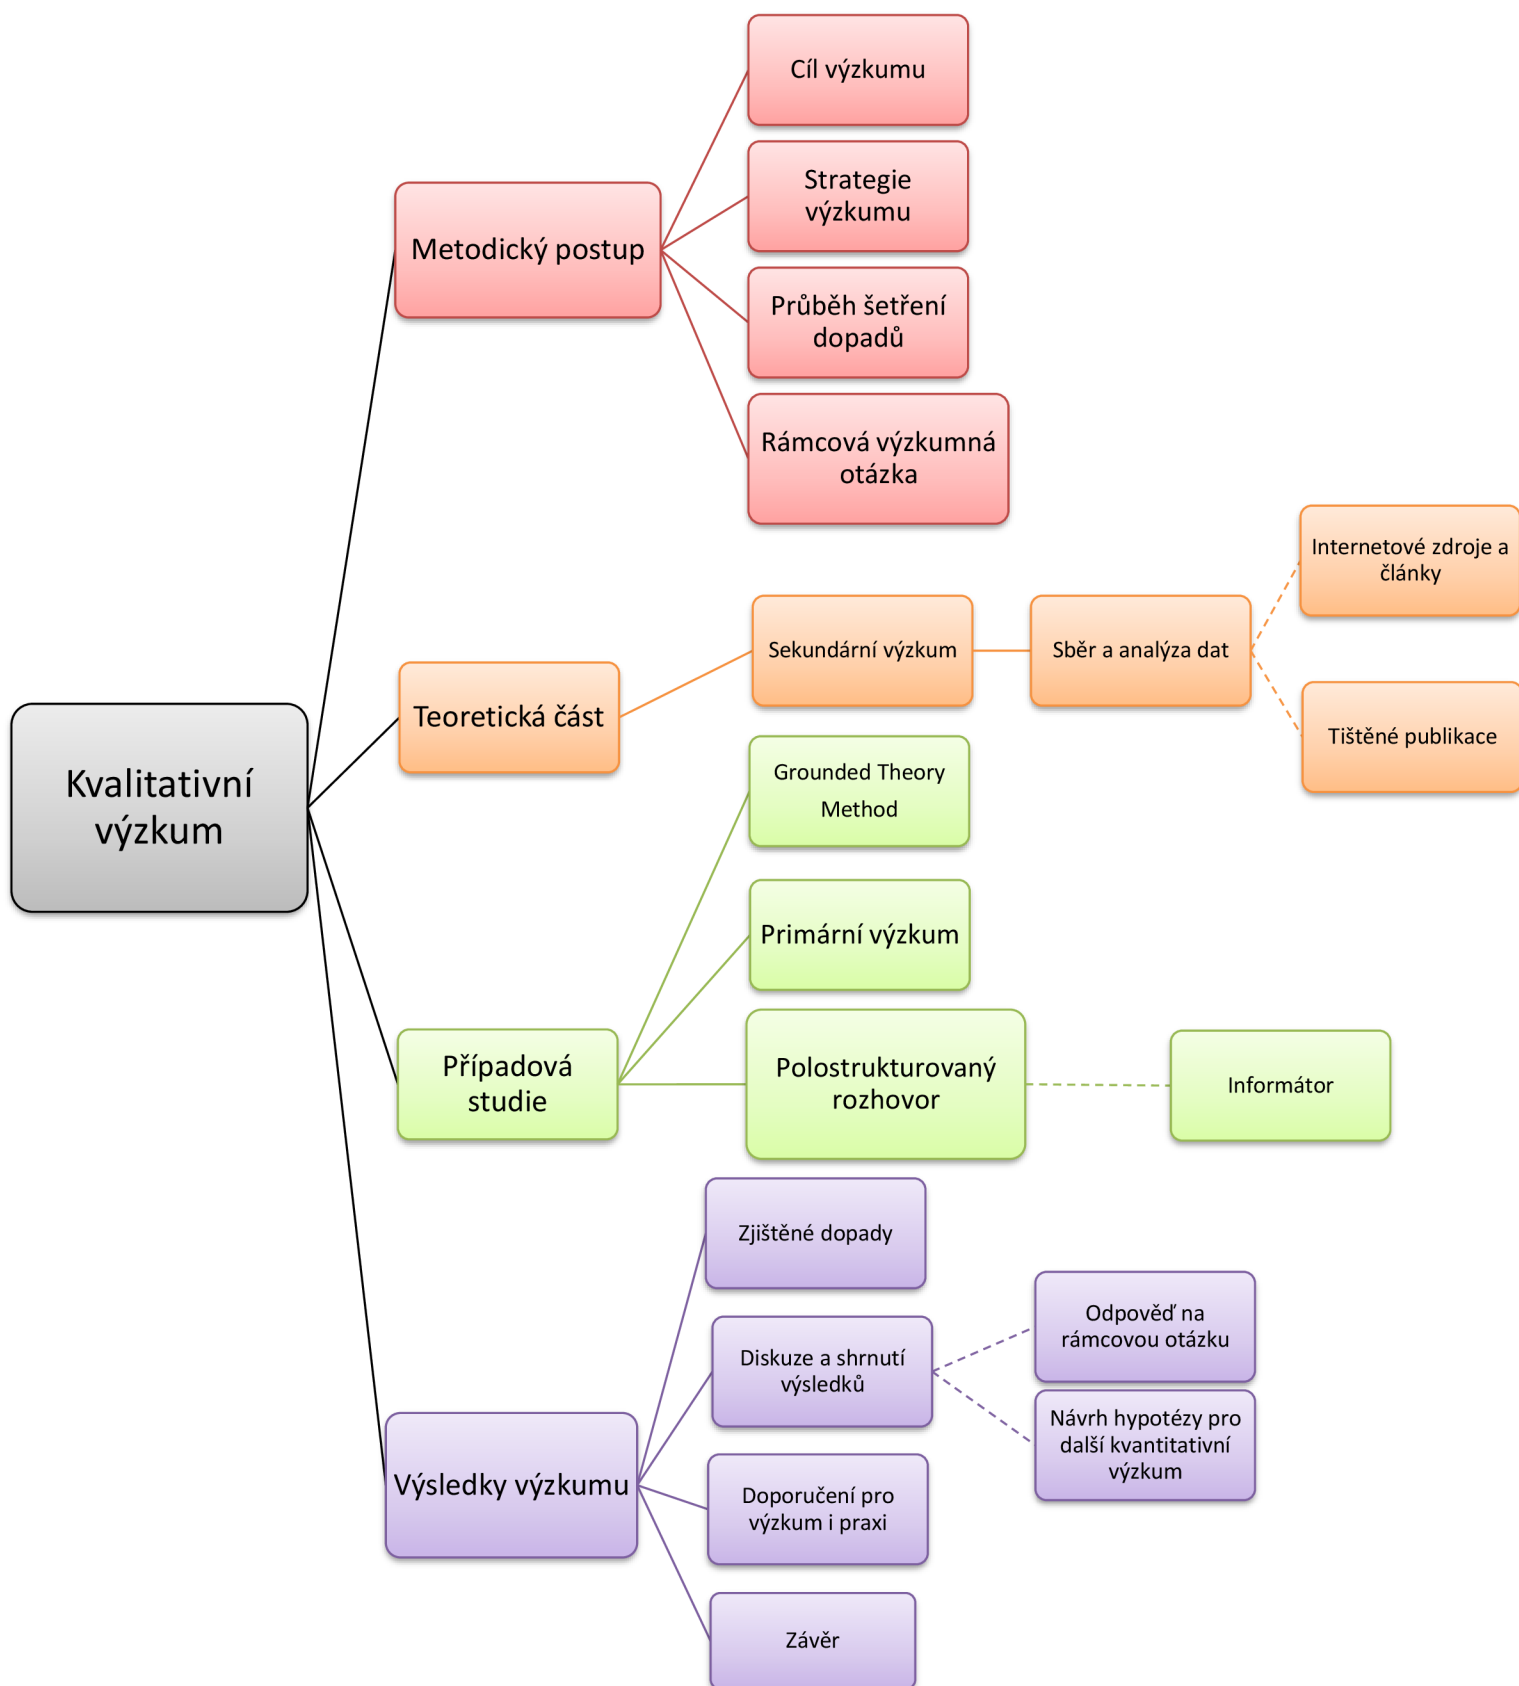 Kvalitativní
výzkum
Metodický postup
Cíl výzkumu
Strategie
výzkumu
Průběh šetření
dopadů
Rámcová výzkumná
otázka
Teoretická část
Sekundární výzkum
Sběr a analýza dat
Internetové zdroje a
články
Tištěné publikace
Případová
studie
Grounded Theory
Method
Primární výzkum
Polostrukturovaný
rozhovor
Informátor
Výsledky výzkumu
Zjištěné dopady
Diskuze a shrnutí
výsledků
Odpověď na
rámcovou otázku
Návrh hypotézy pro
další kvantitativní
výzkum
Doporučení pro
výzkum i praxi
Závěr